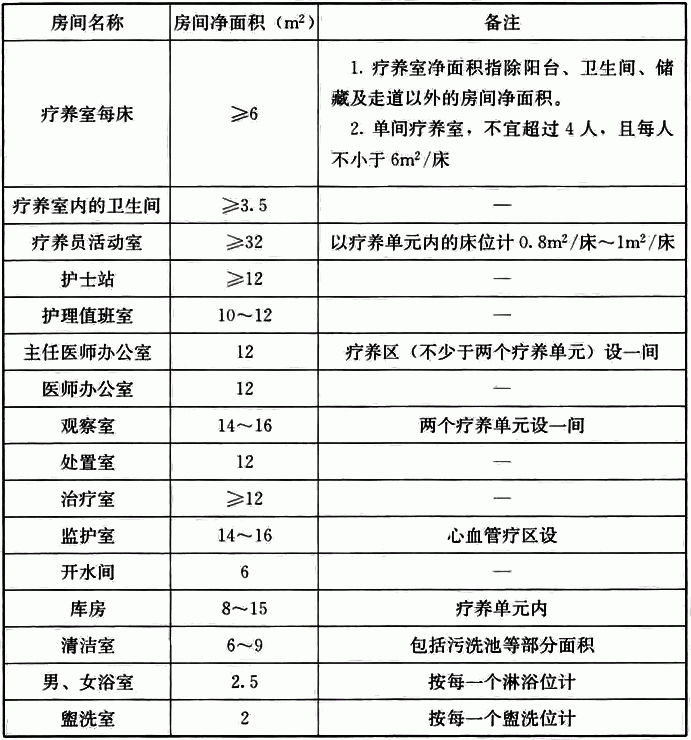 房间名称 房间净面积（m²） 备注
疗养室每床 ≥6 1. 疗养室净面积指除阳台、卫生间、储
藏及走道以外的房间净面积。
2. 单间疗养室，不宜超过 4 人，且每人
不小于 6m²/床
疗养室内的卫生间 ≥3.5 —
疗养员活动室 ≥32 以疗养单元内的床位计 0.8m²/床～1m²/床
护士站 ≥12 —
护理值班室 10～12 —
主任医师办公室 12 疗养区（不少于两个疗养单元）设一间
医师办公室 12 —
观察室 14～16 两个疗养单元设一间
处置室 12 —
治疗室 ≥12 —
监护室 14～16 心血管疗区设
开水间 6 —
库房 8～15 疗养单元内
清洁室 6～9 包括污洗池等部分面积
男、女浴室 2.5 按每一个淋浴位计
盥洗室 2 按每一个盥洗位计